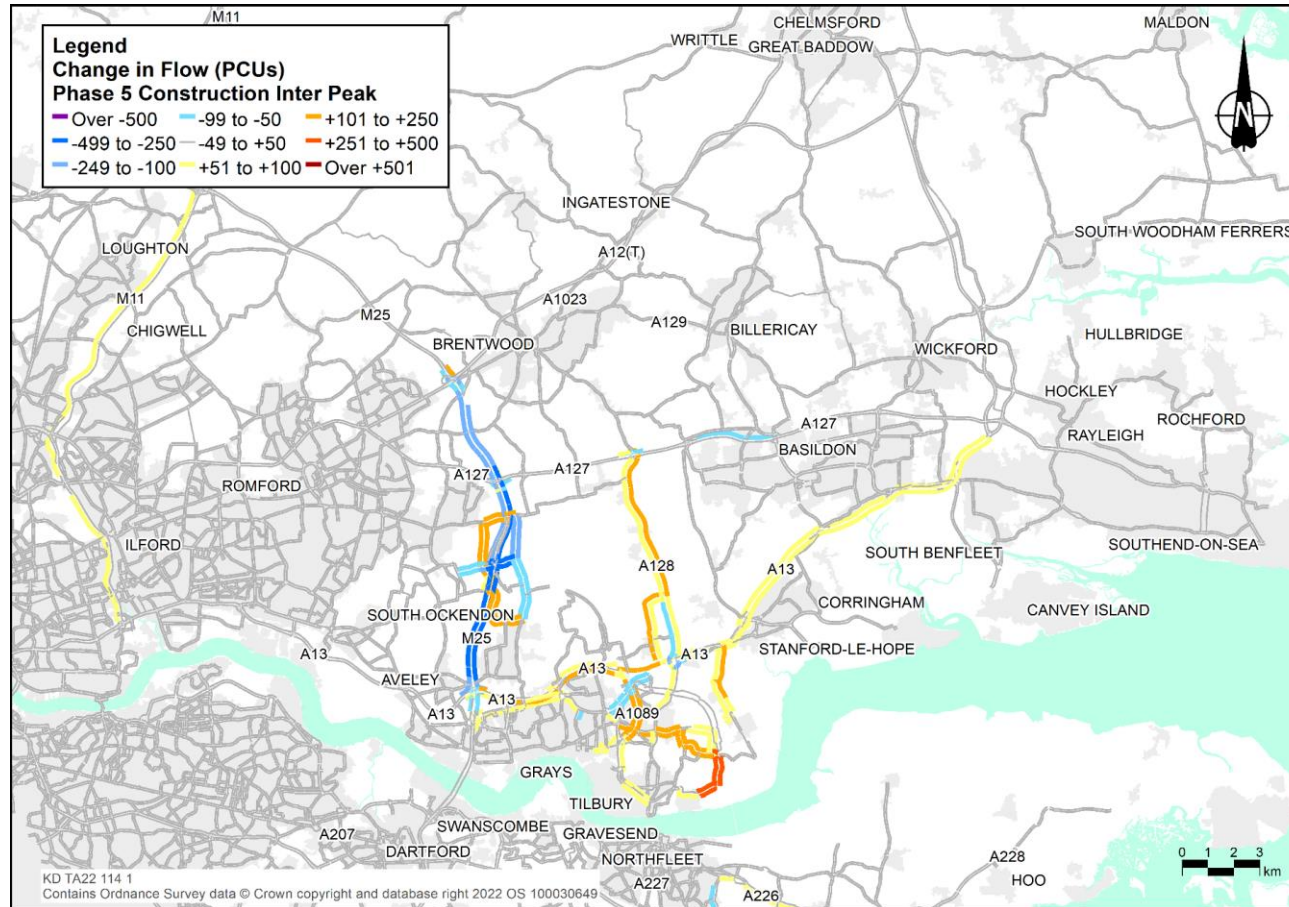 M11
CHELMSFORD
MALDON
WRITTLE
GREAT BADDOW
Legend
Change in Flow (PCUs)
Phase 5 Construction Inter Peak
Over -500
-99 to -50
+101 to +250
-499 to -250
-49 to +50
+251 to +500
-249 to -100
+51 to +100
Over +501
N
INGATESTONE
LOUGHTON
SOUTH WOODHAM FERRERS
A12(T)
M11
A1023
M25
CHIGWELL
A129
BILLERICAY
HULLBRIDGE
BRENTWOOD
WICKFORD
HOCKLEY
ROCHFORD
A127
RAYLEIGH
BASILDON
A127
A127
ROMFORD
ILFORD
SOUTHEND-ON-SEA
SOUTH BENFLEET
A128
A13
CORRINGHAM
CANVEY ISLAND
SOUTH OCKENDON
M25
STANFORD-LE-HOPE
A13
A13
A13
AVELEY
A13
A13
A1089
GRAYS
TILBURY
SWANSCOMBE
A207
GRAVESEND
DARTFORD
NORTHFLEET
A228
HOO
A227
A226
0 1 2 3
km
KD TA22 114 1
Contains Ordnance Survey data © Crown copyright and database right 2022 OS 100030649